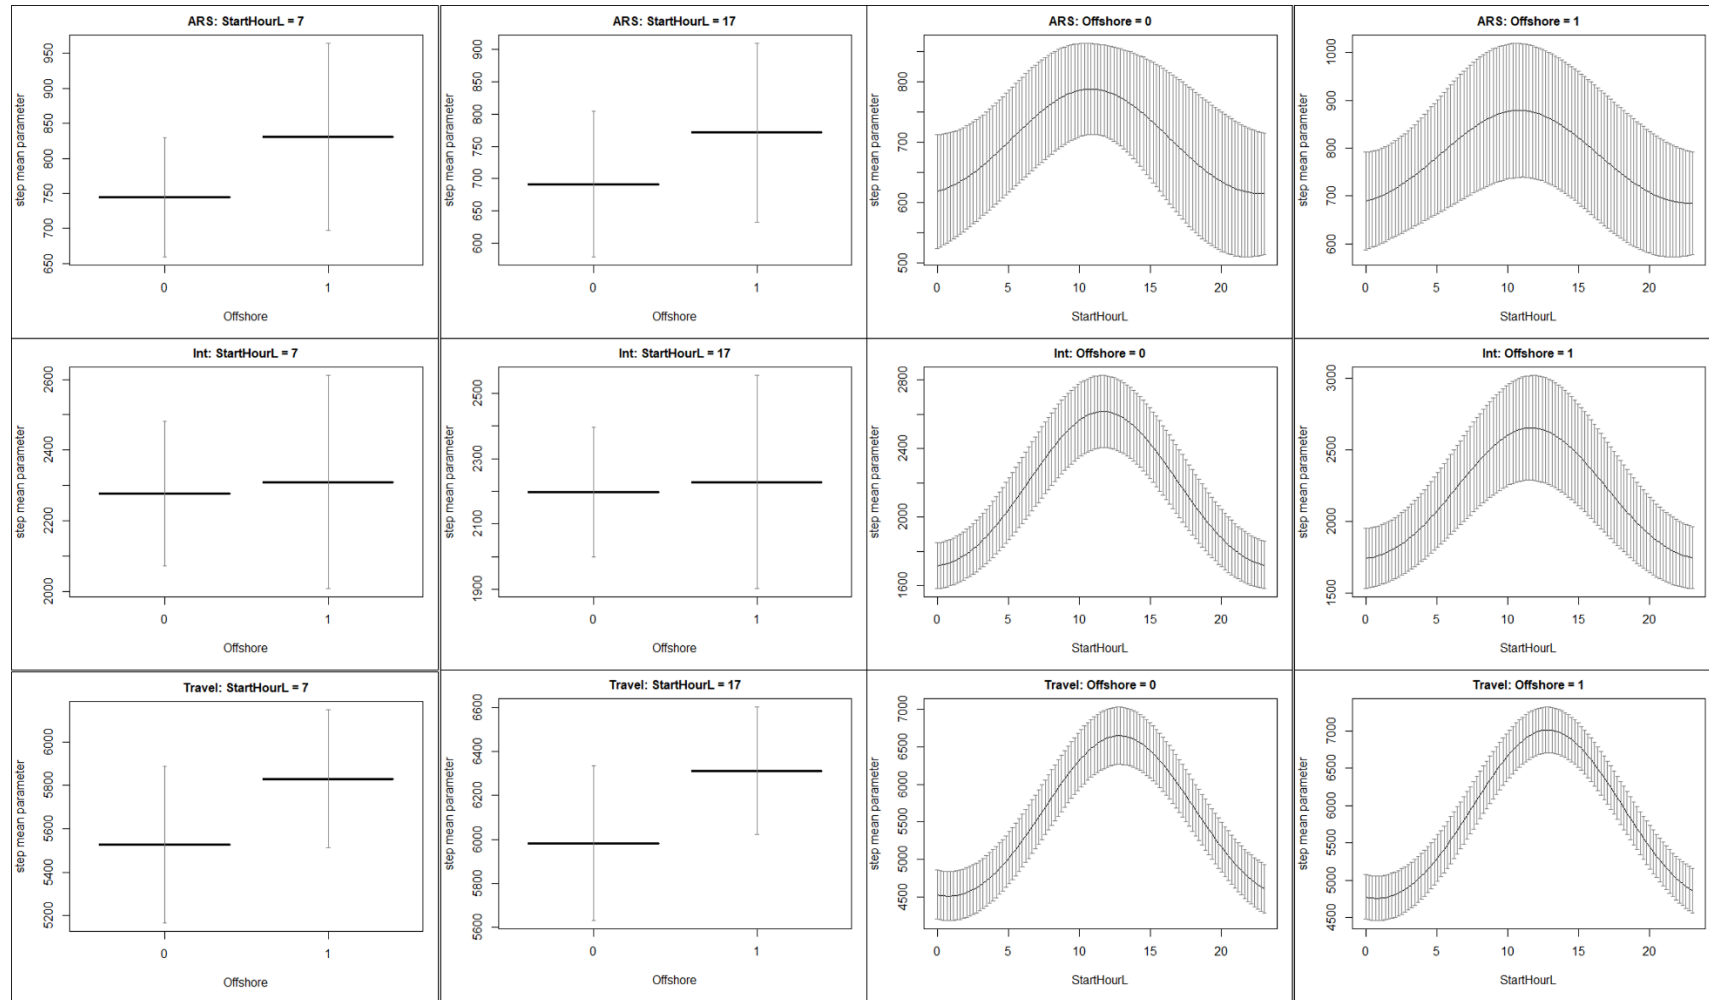 ARS: StartHourL = 7
step mean parameter
650 700 750 800 850 900 950
0 1
Offshore
ARS: StartHourL = 17
step mean parameter
600 650 700 750 800 850 900
0 1
Offshore
ARS: Offshore = 0
step mean parameter
500 600 700 800
0 5 10 15 20
StartHourL
ARS: Offshore = 1
step mean parameter
600 700 800 900 1000
0 5 10 15 20
StartHourL
Int: StartHourL = 7
step mean parameter
2000 2200 2400 2600
0 1
Offshore
Int: StartHourL = 17
step mean parameter
1900 2100 2300 2500
0 1
Offshore
Int: Offshore = 0
step mean parameter
1600 2000 2400 2800
0 5 10 15 20
StartHourL
Int: Offshore = 1
step mean parameter
1500 2000 2500 3000
0 5 10 15 20
StartHourL
Travel: StartHourL = 7
step mean parameter
5200 5400 5600 5800 6000
0 1
Offshore
Travel: StartHourL = 17
step mean parameter
5600 5800 6000 6200 6400 6600
0 1
Offshore
Travel: Offshore = 0
step mean parameter
4500 5000 5500 6000 6500 7000
0 5 10 15 20
StartHourL
Travel: Offshore = 1
step mean parameter
4500 5000 5500 6000 6500 7000
0 5 10 15 20
StartHourL